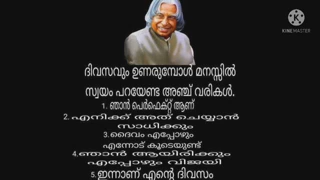 KINEMASTER
ദിവസവും ഉണരുമ്പോൾ മനസ്സിൽ
സ്വയം പറയേണ്ട അഞ്ച് വരികൾ.
1. ഞാൻ പെർഫെക്റ്റ് ആണ്
2. എനിക്ക് അത് ചെയ്യാൻ
സാധിക്കും
3.ദൈവം എപ്പോഴും
എന്നോട് കൂടെയുണ്ട്
4.ഞാൻ ആയിരിക്കും
എപ്പോഴും വിജയി
5.ഇന്നാണ് എന്റെ ദിവസം